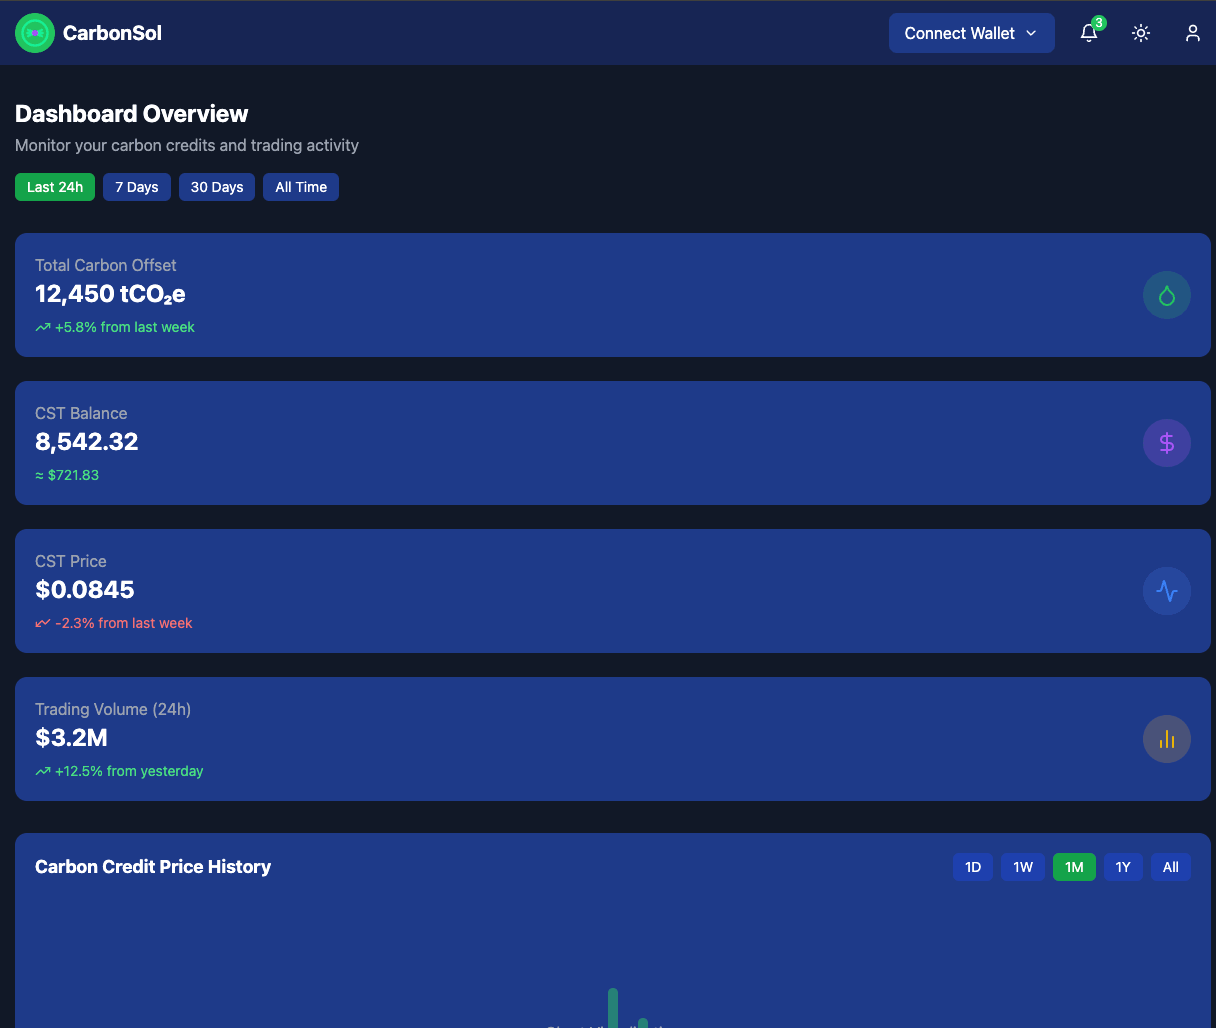 CarbonSol
Connect Wallet
3
Dashboard Overview
Monitor your carbon credits and trading activity
Last 24h
7 Days
30 Days
All Time
Total Carbon Offset
12,450 tCO₂e
+5.8% from last week
CST Balance
8,542.32
≈ $721.83
CST Price
$0.0845
-2.3% from last week
Trading Volume (24h)
$3.2M
+12.5% from yesterday
Carbon Credit Price History
1D
1W
1M
1Y
All